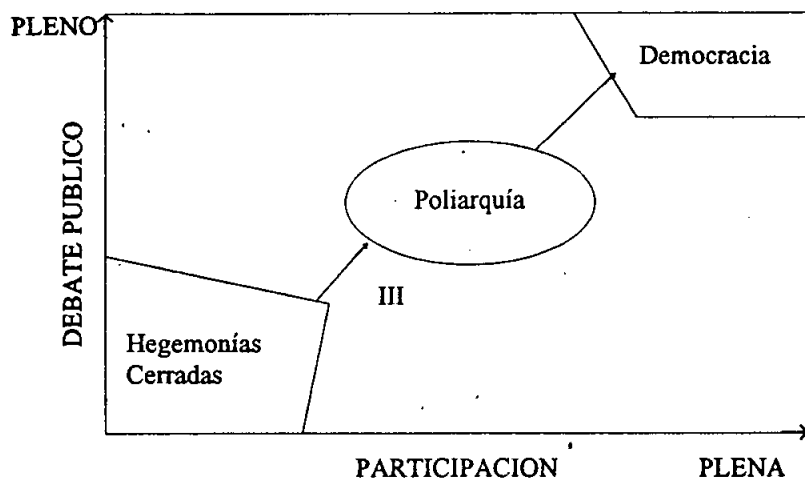 PLENO
Democracia
DEBATE PUBLICO
Poliarquía
III
Hegemonías
Cerradas
PARTICIPACION
PLENA